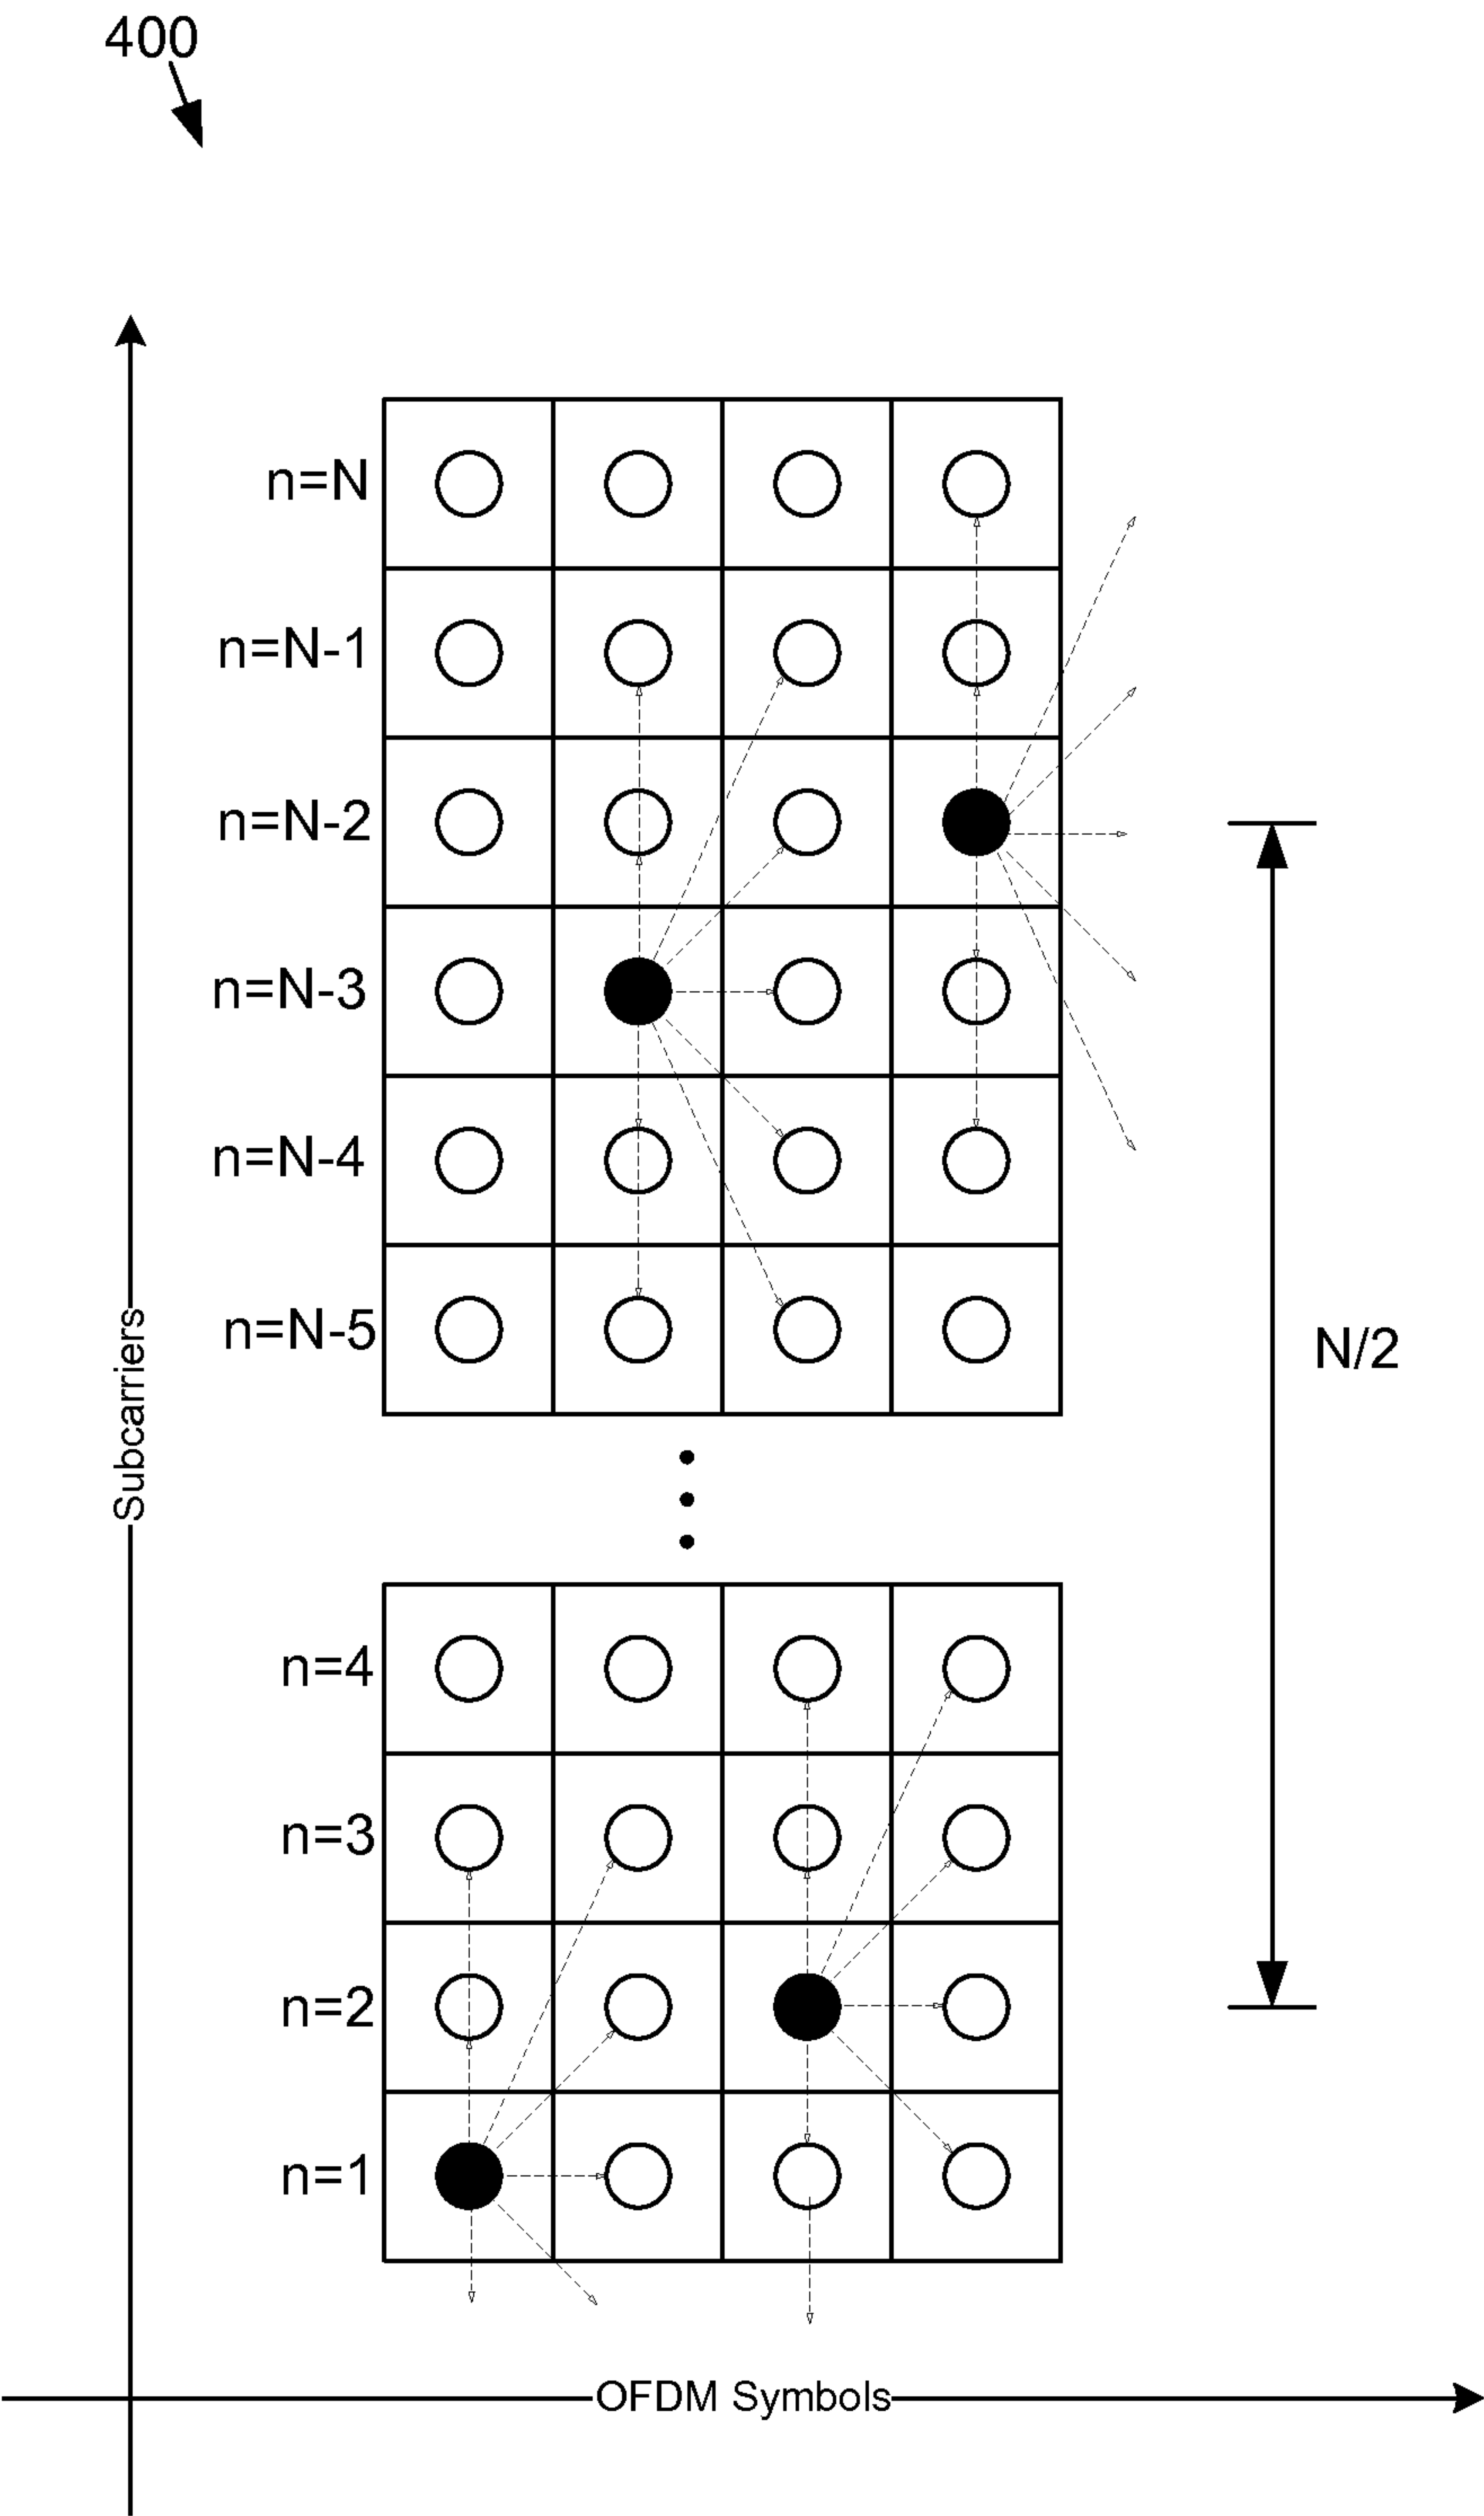 400
n=N
n=N-1
n=N-2
n=N-3
n=N-4
n=N-5
N/2
Subcarriers
n=4
n=3
n=2
n=1
OFDM Symbols